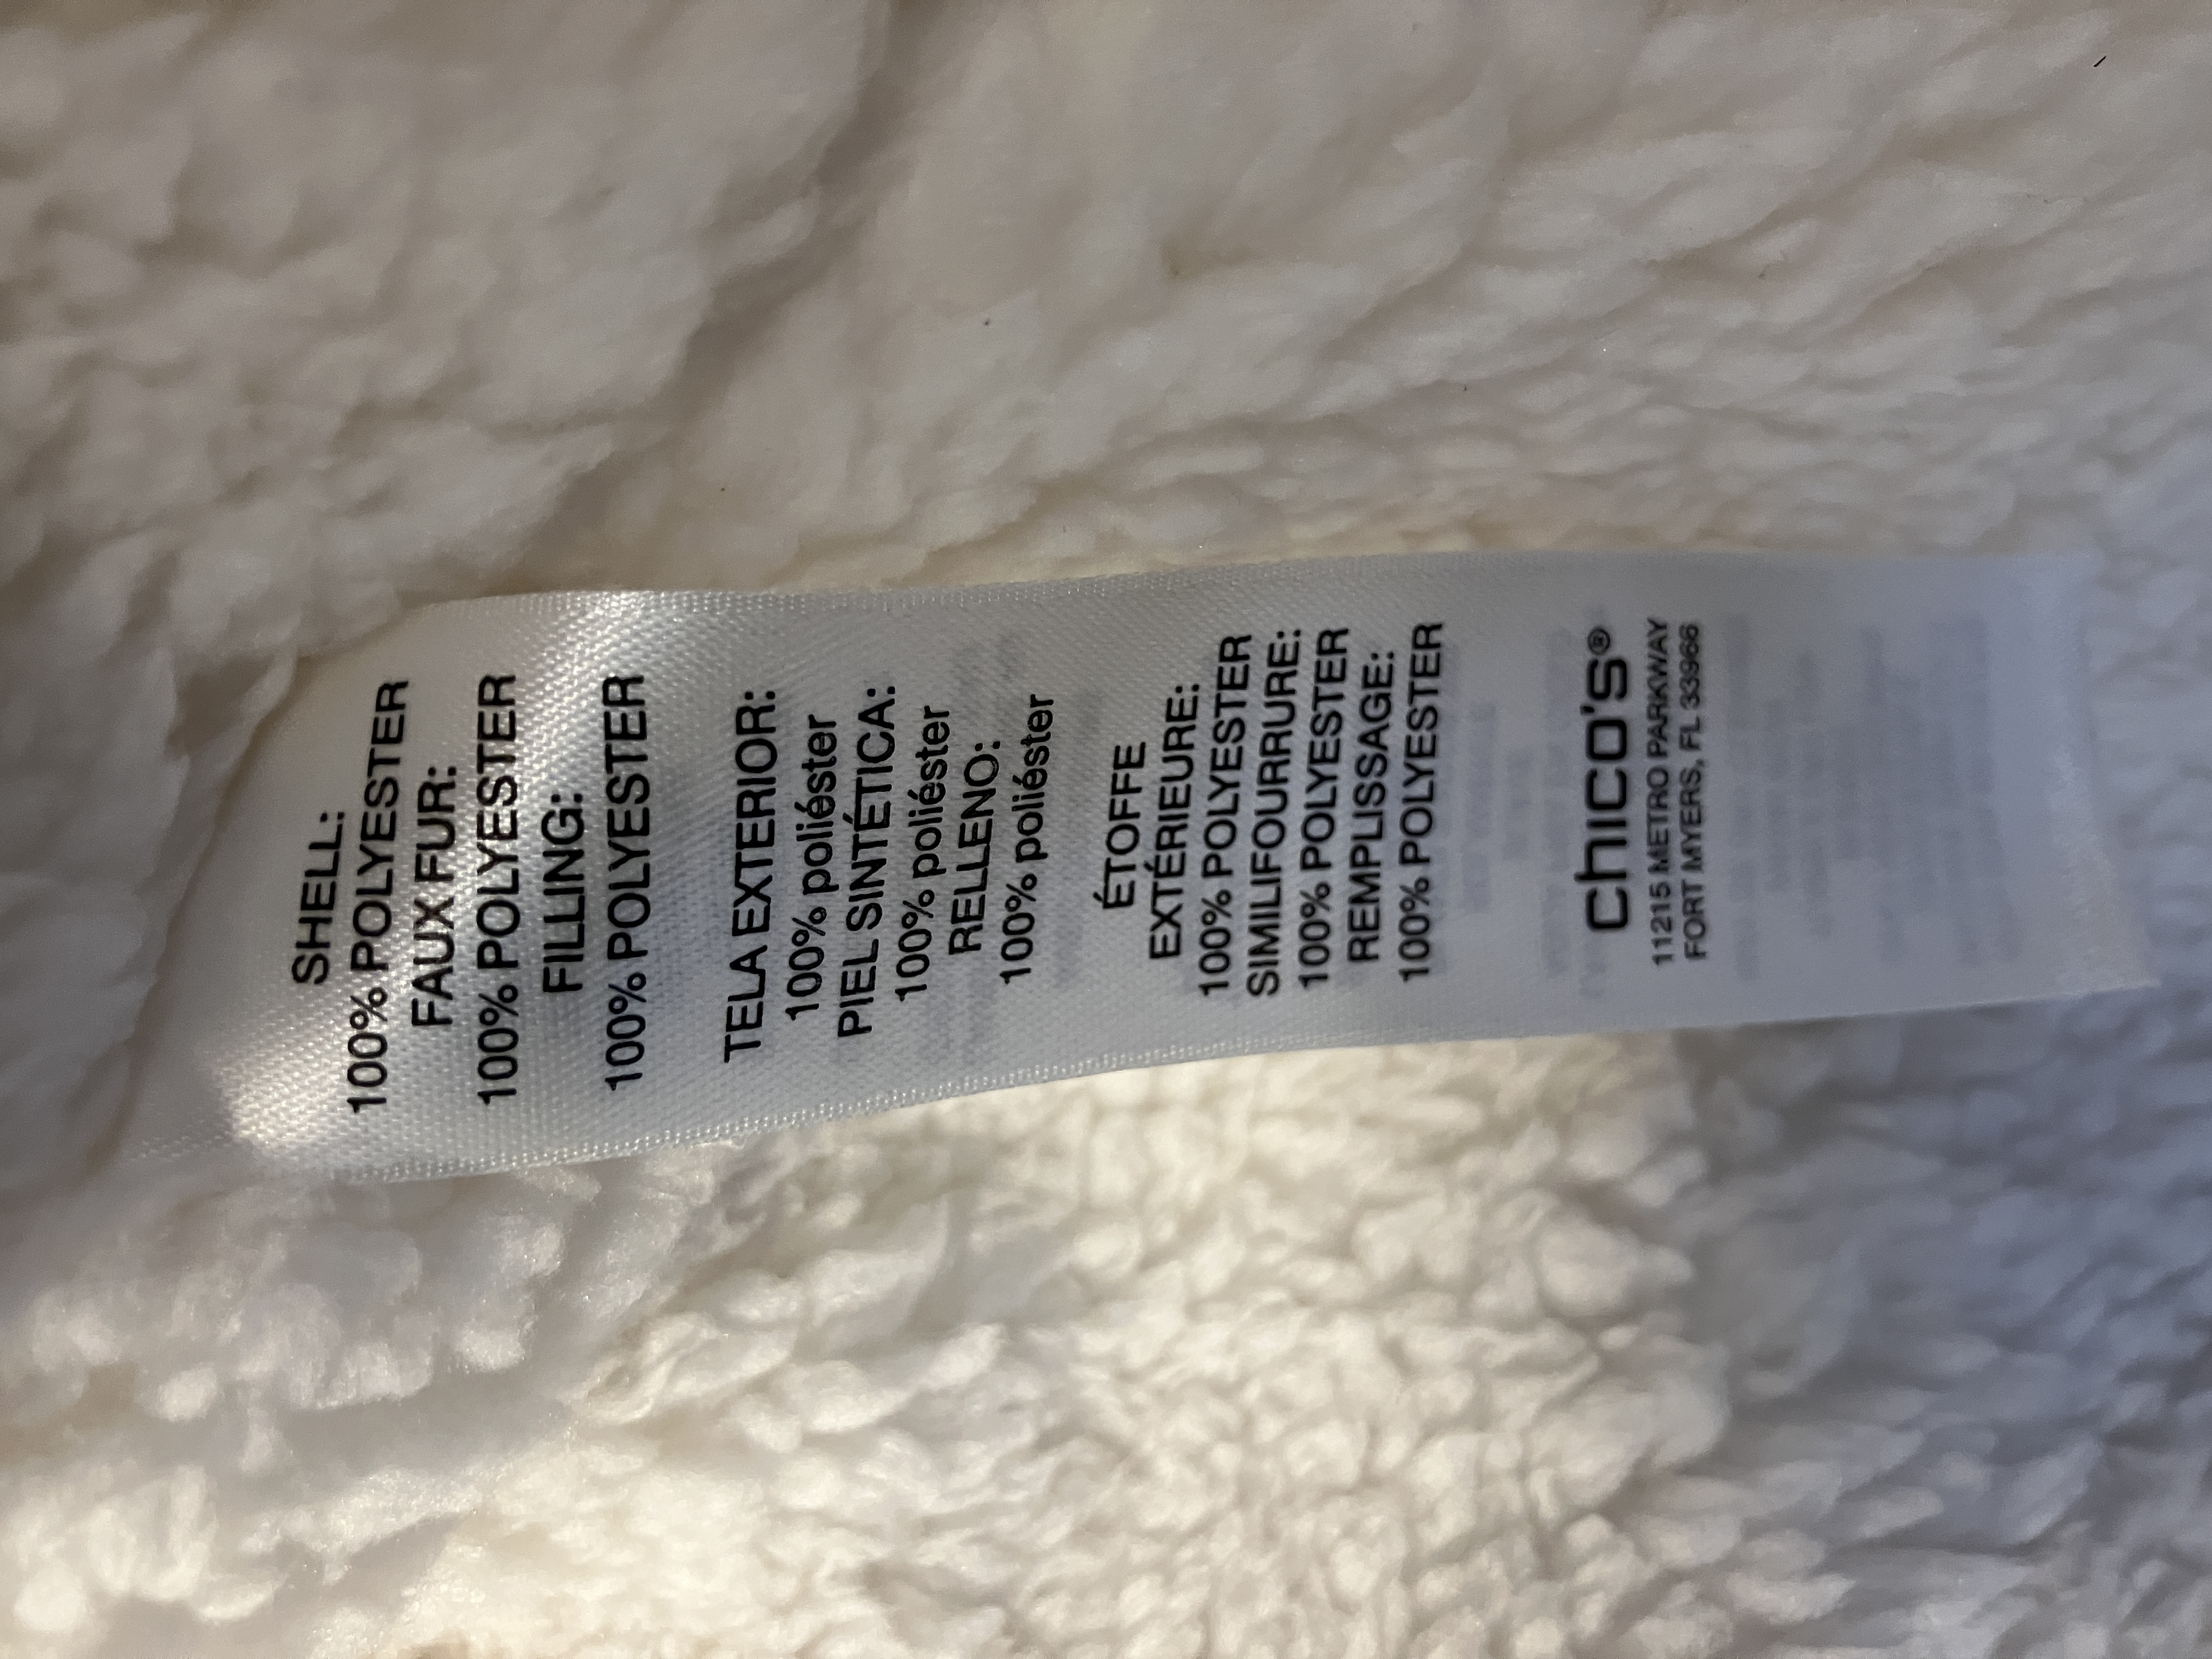 SHELL:
100% POLYESTER
FAUX FUR:
100% POLYESTER
FILLING:
100% POLYESTER
TELA EXTERIOR:
100% poliéster
PIEL SINTÉTICA:
100% poliéster
RELLENO:
100% poliéster
ÉTOFFE
EXTÉRIEURE:
100% POLYESTER
SIMILIFOURRURE:
100% POLYESTER
REMPLISSAGE:
100% POLYESTER
chico's®
11215 METRO PARKWAY
FORT MYERS, FL 33966